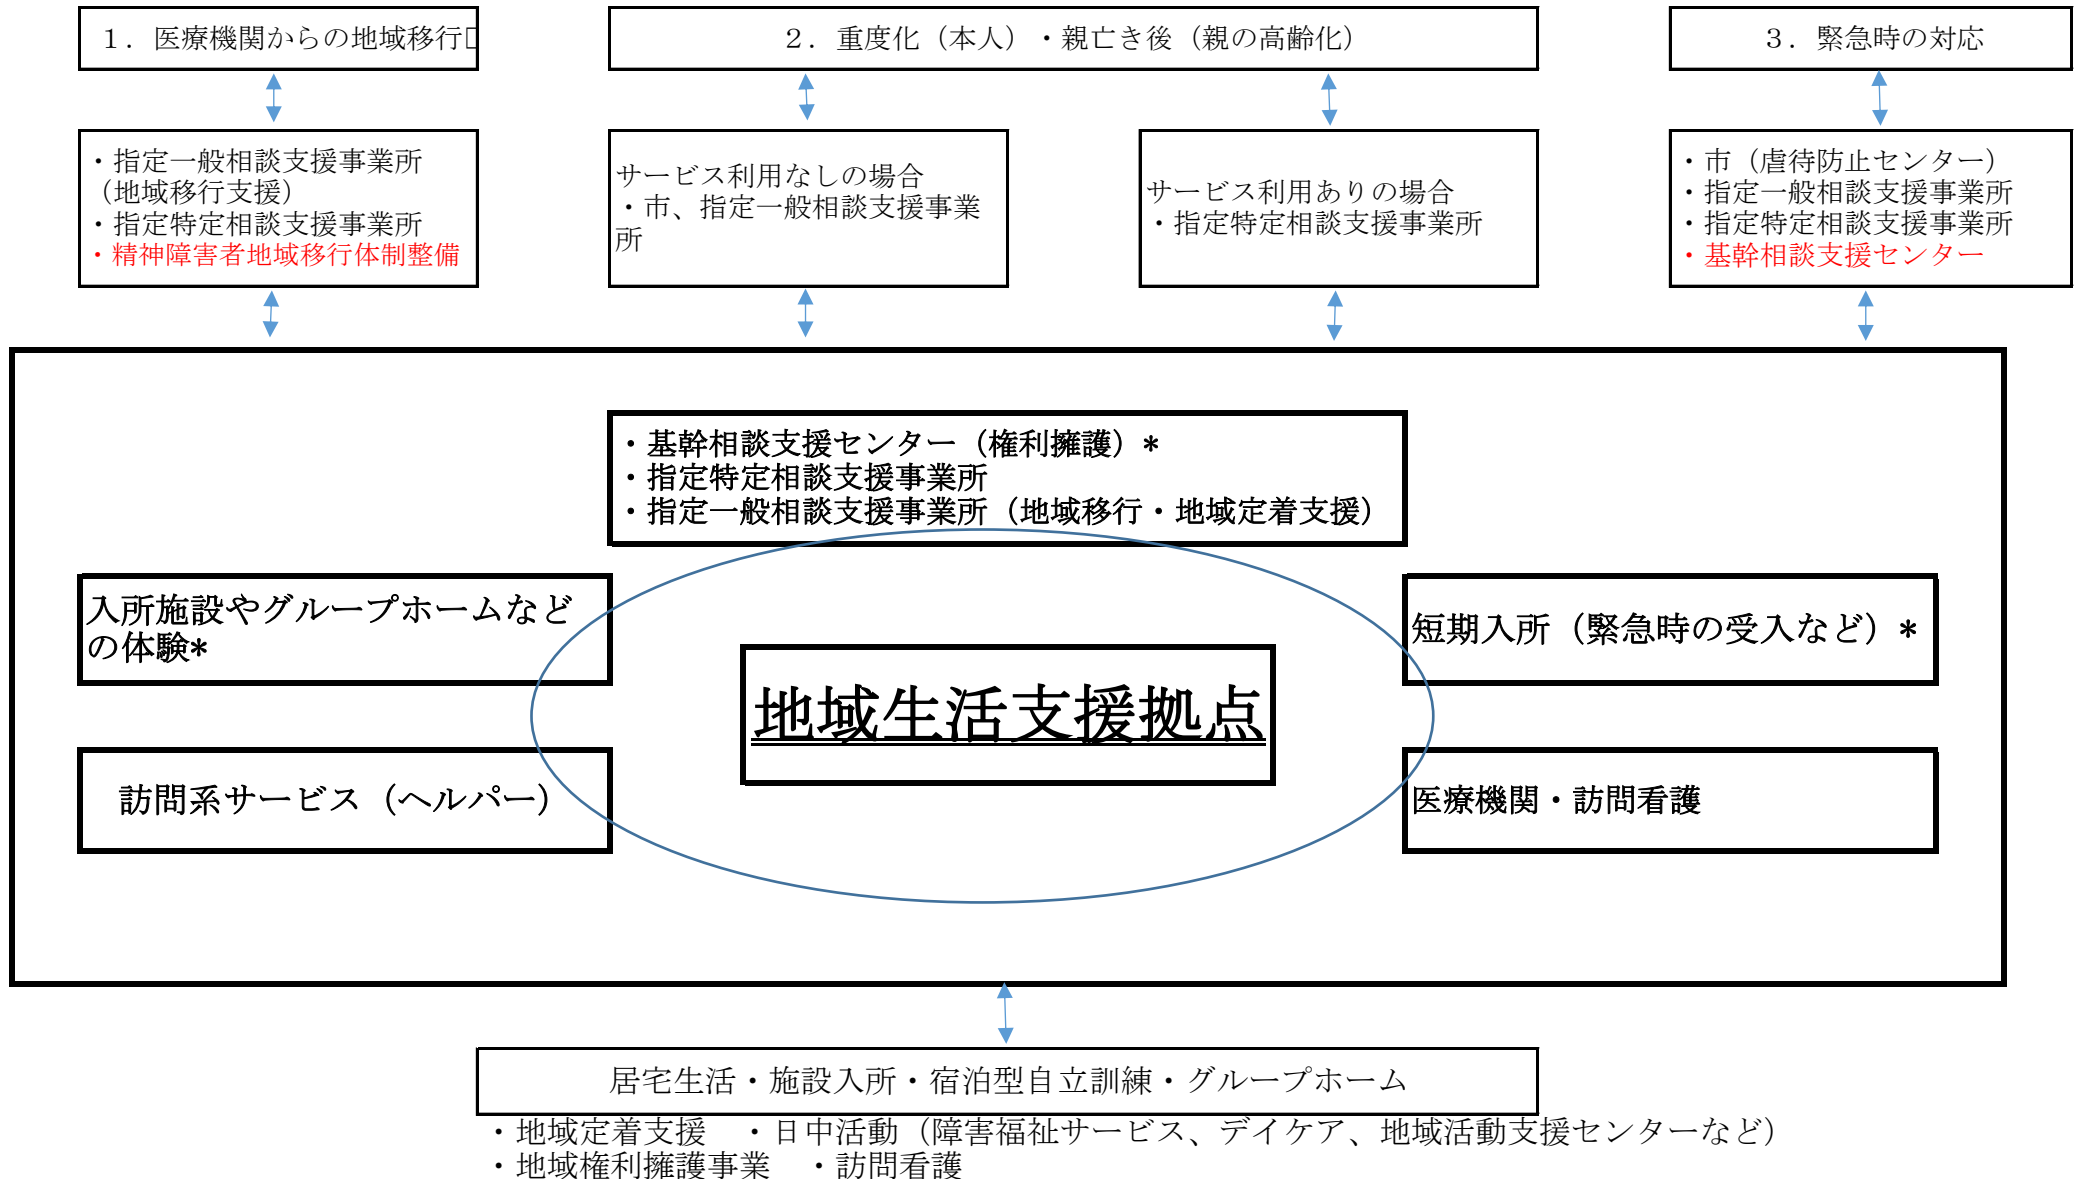 １．医療機関からの地域移行
２．重度化（本人）・親亡き後（親の高齢化）
３．緊急時の対応
・指定一般相談支援事業所
（地域移行支援）
・指定特定相談支援事業所
・精神障害者地域移行体制整備
サービス利用なしの場合
・市、指定一般相談支援事業
所
サービス利用ありの場合
・指定特定相談支援事業所
・市（虐待防止センター）
・指定一般相談支援事業所
・指定特定相談支援事業所
・基幹相談支援センター
・基幹相談支援センター（権利擁護）*
・指定特定相談支援事業所
・指定一般相談支援事業所（地域移行・地域定着支援）
入所施設やグループホームなど
の体験*
短期入所（緊急時の受入など）*
地域生活支援拠点
訪問系サービス（ヘルパー）
医療機関・訪問看護
居宅生活・施設入所・宿泊型自立訓練・グループホーム
・地域定着支援　・日中活動（障害福祉サービス、デイケア、地域活動支援センターなど）
・地域権利擁護事業　・訪問看護